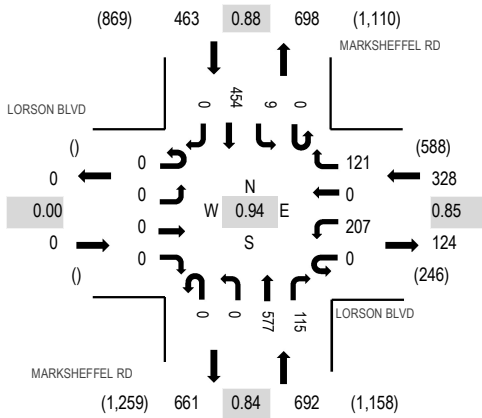 (869) 463 0.88 698 (1,110)
MARKSHEFFEL RD
LORSON BLVD
0 454 9 0
() 0 121 (588)
0 0 0 328
N
0.00 W 0.94 E 0.85
S
0 0 207 124
() 0 0 (246)
0 0 577 115
LORSON BLVD
MARKSHEFFEL RD
(1,259) 661 0.84 692 (1,158)